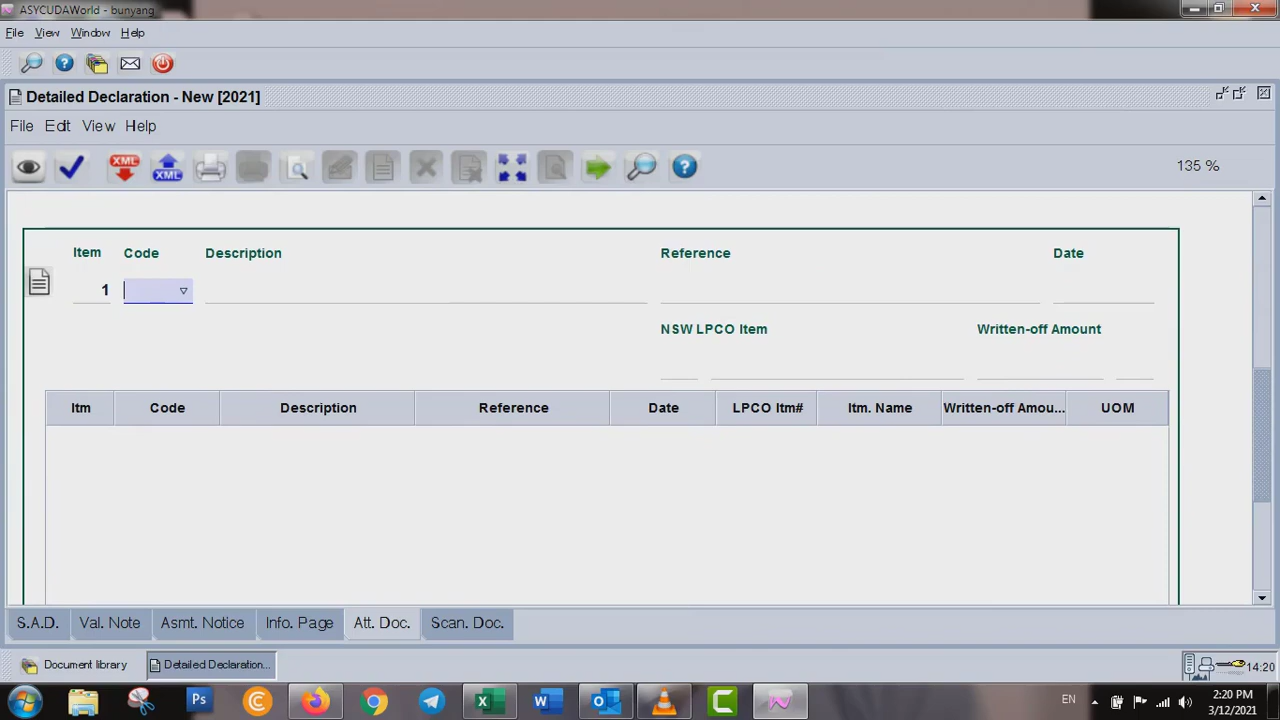 ASYCUDAWorld - bunyang
File View Window Help
Detailed Declaration - New [2021]
File Edit View Help
XML XML 135 %
Item Code Description Reference Date
1
NSW LPCO Item Written-off Amount
Itm Code Description Reference Date LPCO Itm# Itm. Name Written-off Amou... UOM
S.A.D. Val. Note Asmt. Notice Info. Page Att. Doc. Scan. Doc.
Document library Detailed Declaration... 14:20
Ps EN 2:20 PM
3/12/2021